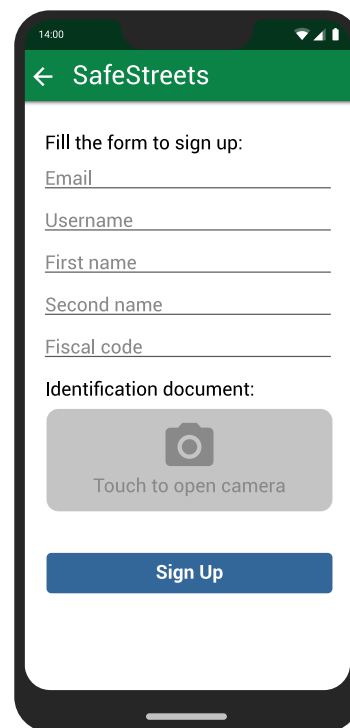 14:00
SafeStreets
Fill the form to sign up:
Email
Username
First name
Second name
Fiscal code
Identification document:
Touch to open camera
Sign Up